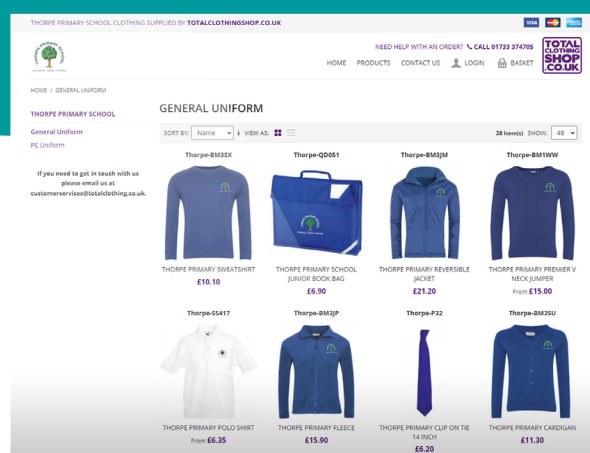 THORPE PRIMARY SCHOOL CLOTHING SUPPLIED BY TOTALCLOTHINGSHOP.CO.UK
VISA
THORPE PRIMARY SCHOOL
NEED HELP WITH AN ORDER? CALL 01733 374705
HOME PRODUCTS CONTACT US LOGIN BASKET
TOTAL
CLOTHING
SHOP
.CO.UK
HOME / GENERAL UNIFORM
THORPE PRIMARY SCHOOL
General Uniform
PE Uniform
If you need to get in touch with us
please email us at
customerservices@totalclothing.co.uk.
GENERAL UNIFORM
SORT BY: Name VIEW AS: 38 Item(s) SHOW: 48
Thorpe-BM3SX Thorpe-QD051 Thorpe-BM3JM Thorpe-BM1WW
THORPE PRIMARY SWEATSHIRT
£10.10
THORPE PRIMARY SCHOOL
JUNIOR BOOK BAG
£6.90
THORPE PRIMARY REVERSIBLE
JACKET
£21.20
THORPE PRIMARY PREMIER V
NECK JUMPER
From £15.00
Thorpe-SS417 Thorpe-BM3JP Thorpe-P32 Thorpe-BM3SU
THORPE PRIMARY POLO SHIRT
From £6.35
THORPE PRIMARY FLEECE
£15.90
THORPE PRIMARY CLIP ON TIE
14 INCH
£6.20
THORPE PRIMARY CARDIGAN
£11.30